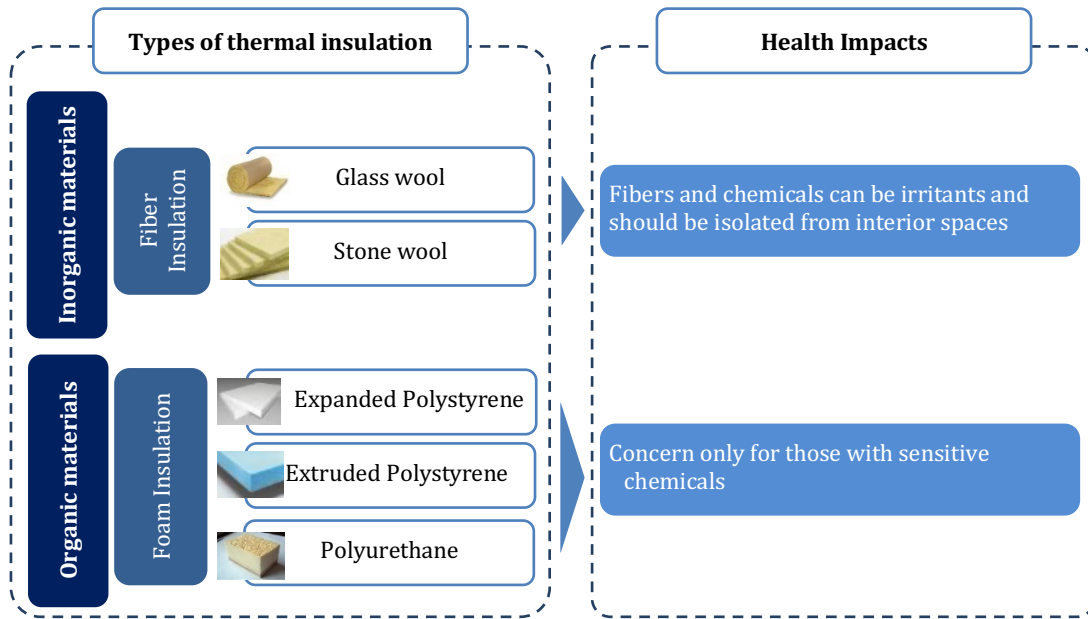 Types of thermal insulation
Health Impacts
Inorganic materials
Fiber
Insulation
Glass wool
Stone wool
Fibers and chemicals can be irritants and
should be isolated from interior spaces
Organic materials
Foam Insulation
Expanded Polystyrene
Extruded Polystyrene
Polyurethane
Concern only for those with sensitive
chemicals